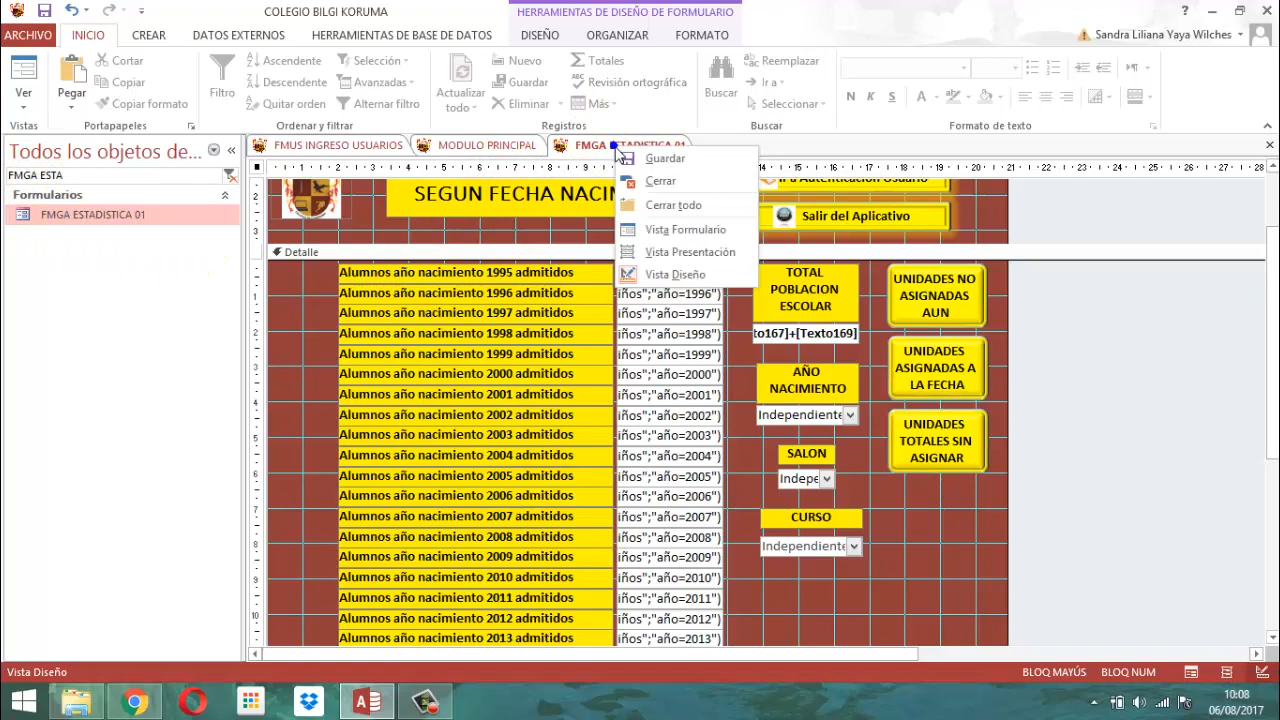 COLEGIO BILGI KORUMA
HERRAMIENTAS DE DISEÑO DE FORMULARIO
ARCHIVO INICIO CREAR DATOS EXTERNOS HERRAMIENTAS DE BASE DE DATOS DISEÑO ORGANIZAR FORMATO
Sandra Liliana Yaya Wilches
Ver
Pegar
Cortar
Copiar
Copiar formato
Filtro
Ascendente
Descendente
Quitar orden
Selección
Avanzadas
Alternar filtro
Actualizar
todo
Nuevo
Guardar
Eliminar
Totales
Revisión ortográfica
Más
Buscar
Reemplazar
Ir a
Seleccionar
N K S
Vistas Portapapeles Ordenar y filtrar Registros Buscar Formato de texto
Todos los objetos de...
FMGA ESTA
Formularios
FMGA ESTADISTICA 01
FMUS INGRESO USUARIOS
MODULO PRINCIPAL
FMGA ESTADISTICA 01
Guardar
Cerrar
Cerrar todo
Vista Formulario
Vista Presentación
Vista Diseño
SEGUN FECHA
Autenticacion Usuario
Salir del Aplicativo
Detalle
Alumnos año nacimiento 1995 admitidos
Alumnos año nacimiento 1996 admitidos iños";"año=1996")
Alumnos año nacimiento 1997 admitidos iños";"año=1997")
Alumnos año nacimiento 1998 admitidos iños";"año=1998")
Alumnos año nacimiento 1999 admitidos iños";"año=1999")
Alumnos año nacimiento 2000 admitidos iños";"año=2000")
Alumnos año nacimiento 2001 admitidos iños";"año=2001")
Alumnos año nacimiento 2002 admitidos iños";"año=2002")
Alumnos año nacimiento 2003 admitidos iños";"año=2003")
Alumnos año nacimiento 2004 admitidos iños";"año=2004")
Alumnos año nacimiento 2005 admitidos iños";"año=2005")
Alumnos año nacimiento 2006 admitidos iños";"año=2006")
Alumnos año nacimiento 2007 admitidos iños";"año=2007")
Alumnos año nacimiento 2008 admitidos iños";"año=2008")
Alumnos año nacimiento 2009 admitidos iños";"año=2009")
Alumnos año nacimiento 2010 admitidos iños";"año=2010")
Alumnos año nacimiento 2011 admitidos iños";"año=2011")
Alumnos año nacimiento 2012 admitidos iños";"año=2012")
Alumnos año nacimiento 2013 admitidos iños";"año=2013")
TOTAL
POBLACION
ESCOLAR
to167]+[Texto169]
AÑO
NACIMIENTO
Independiente
SALON
Indepe
CURSO
Independiente
UNIDADES NO
ASIGNADAS
AUN
UNIDADES
ASIGNADAS A
LA FECHA
UNIDADES
TOTALES SIN
ASIGNAR
Vista Diseño
BLOQ MAYÚS BLOQ NUM
10:08
06/08/2017